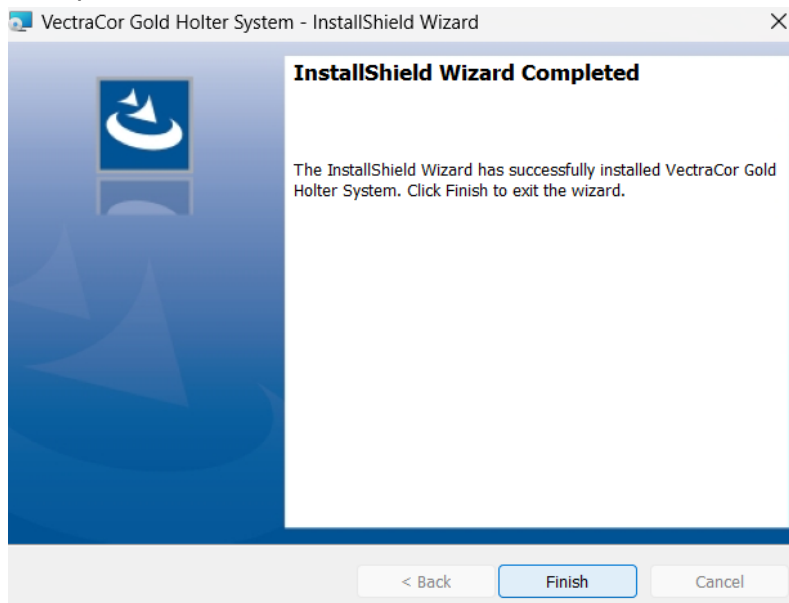 VectraCor Gold Holter System - InstallShield Wizard
InstallShield Wizard Completed
The InstallShield Wizard has successfully installed VectraCor Gold
Holter System. Click Finish to exit the wizard.
< Back
Finish
Cancel